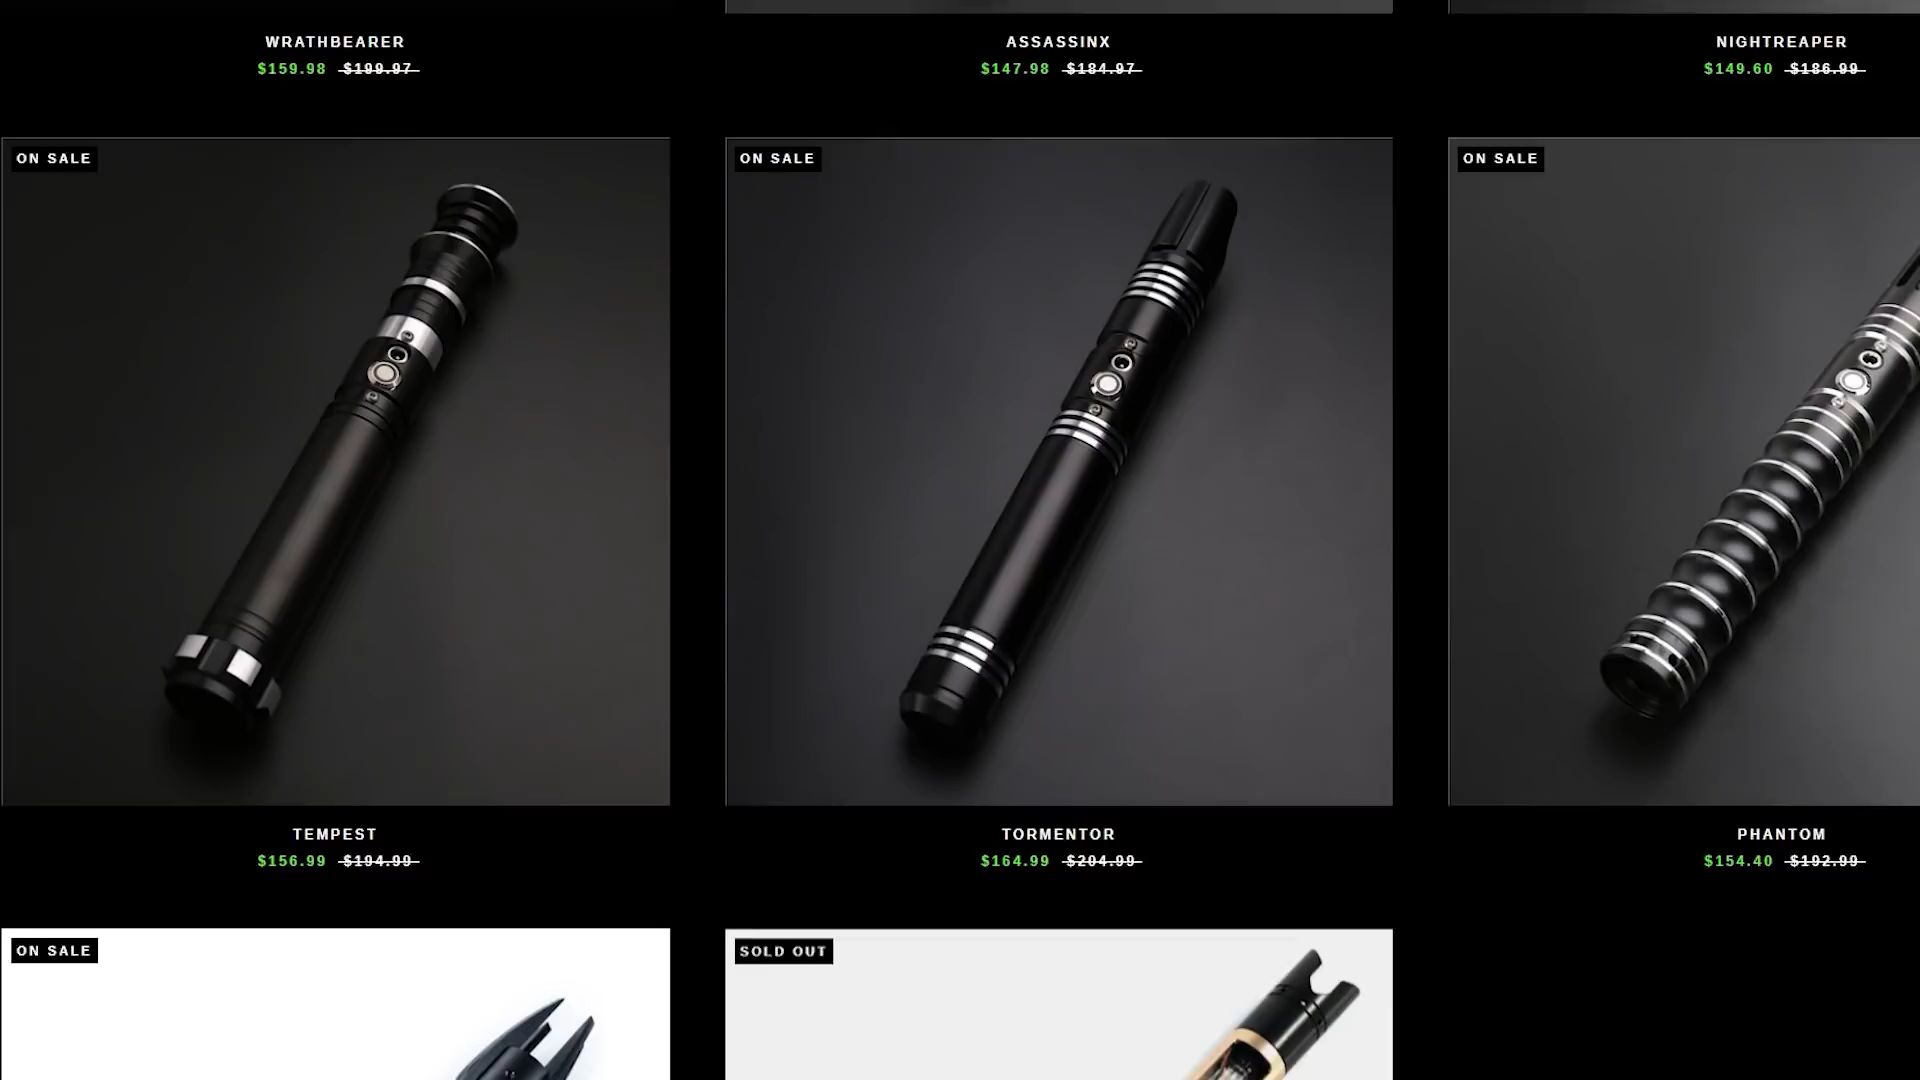 WRATHBEARER
$159.98 $199.97
ASSASSINX
$147.98 $184.97
NIGHTREAPER
$149.60 $186.99
ON SALE
ON SALE
ON SALE
TEMPEST
$156.99 $194.99
TORMENTOR
$164.99 $204.99
PHANTOM
$154.40 $192.99
ON SALE
SOLD OUT